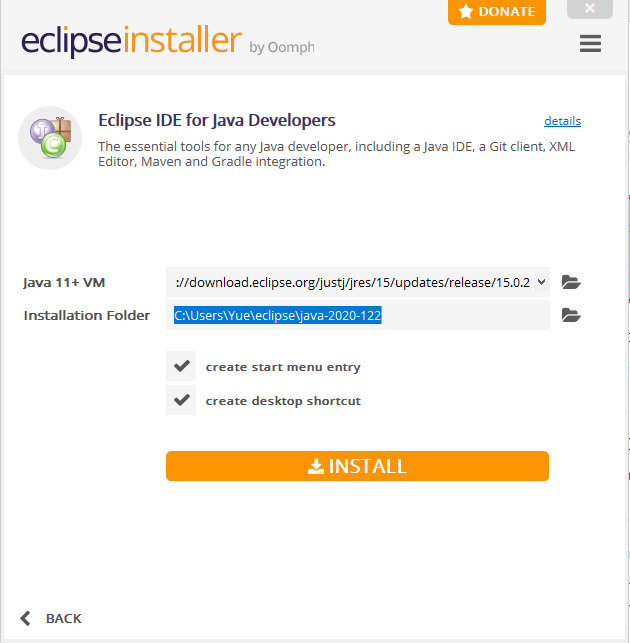 DONATE
eclipseinstaller by Oomph
Eclipse IDE for Java Developers
details
The essential tools for any Java developer, including a Java IDE, a Git client, XML
Editor, Maven and Gradle integration.
Java 11+ VM
://download.eclipse.org/justj/jres/15/updates/release/15.0.2
Installation Folder
C:\Users\Yue\eclipse\java-2020-122
create start menu entry
create desktop shortcut
INSTALL
BACK